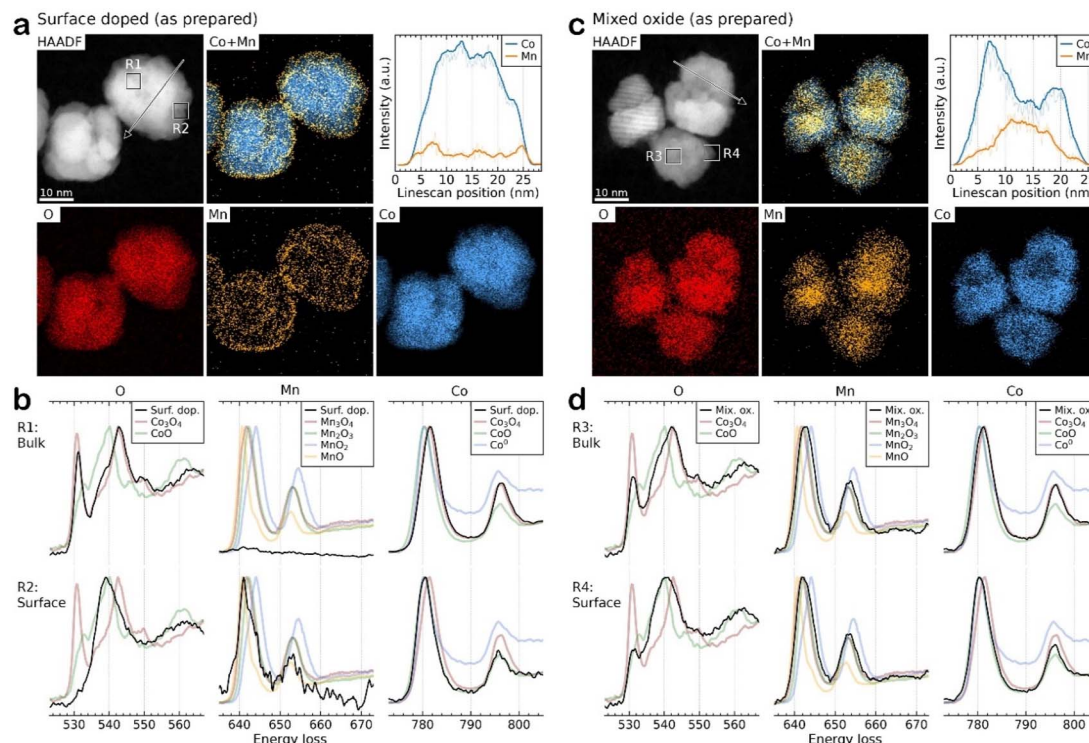 a Surface doped (as prepared)
HAADF
R1
R2
10 nm
Co+Mn
Co
Mn
Intensity (a.u.)
0 5 10 15 20 25
Linescan position (nm)
O
Mn
Co
b
O
Mn
Co
R1:
Bulk
Surf. dop.
Co₃O₄
CoO
Surf. dop.
Mn₃O₄
Mn₂O₃
MnO₂
MnO
Surf. dop.
Co₃O₄
CoO
Co⁰
R2:
Surface
530 540 550 560
640 650 660 670
780 790 800
Energy loss
c Mixed oxide (as prepared)
HAADF
R3
R4
10 nm
Co+Mn
Co
Mn
Intensity (a.u.)
0 5 10 15 20
Linescan position (nm)
O
Mn
Co
d
O
Mn
Co
R3:
Bulk
Mix. ox.
Co₃O₄
CoO
Mix. ox.
Mn₃O₄
Mn₂O₃
MnO₂
MnO
Mix. ox.
Co₃O₄
CoO
Co⁰
R4:
Surface
530 540 550 560
640 650 660 670
780 790 800
Energy loss